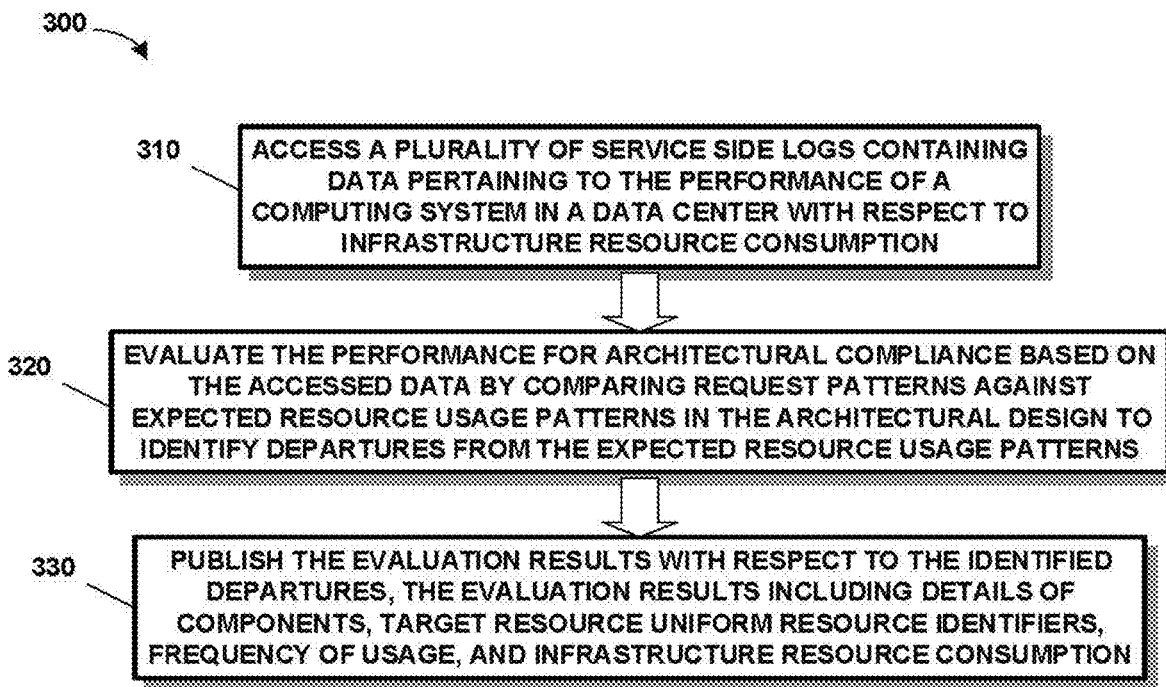 300
310
ACCESS A PLURALITY OF SERVICE SIDE LOGS CONTAINING
DATA PERTAINING TO THE PERFORMANCE OF A
COMPUTING SYSTEM IN A DATA CENTER WITH RESPECT TO
INFRASTRUCTURE RESOURCE CONSUMPTION
320
EVALUATE THE PERFORMANCE FOR ARCHITECTURAL COMPLIANCE BASED ON
THE ACCESSED DATA BY COMPARING REQUEST PATTERNS AGAINST
EXPECTED RESOURCE USAGE PATTERNS IN THE ARCHITECTURAL DESIGN TO
IDENTIFY DEPARTURES FROM THE EXPECTED RESOURCE USAGE PATTERNS
330
PUBLISH THE EVALUATION RESULTS WITH RESPECT TO THE IDENTIFIED
DEPARTURES, THE EVALUATION RESULTS INCLUDING DETAILS OF
COMPONENTS, TARGET RESOURCE UNIFORM RESOURCE IDENTIFIERS,
FREQUENCY OF USAGE, AND INFRASTRUCTURE RESOURCE CONSUMPTION